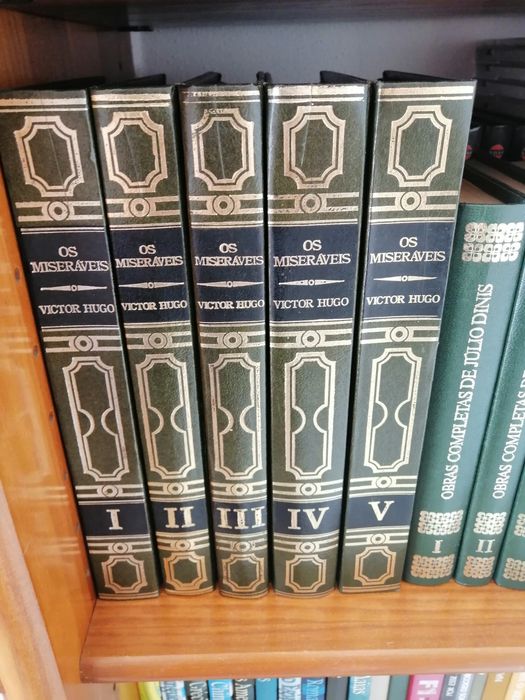 OS
MISERÁVEIS
VICTOR HUGO
I
OS
MISERÁVEIS
VICTOR HUGO
II
OS
MISERÁVEIS
VICTOR HUGO
III
OS
MISERÁVEIS
VICTOR HUGO
IV
OS
MISERÁVEIS
VICTOR HUGO
V
OBRAS COMPLETAS DE JÚLIO DINIS
I
OBRAS COMPLETAS DE
II